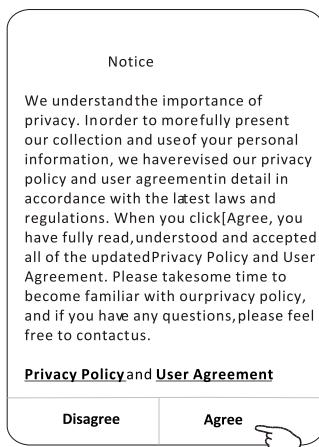 Notice
We understandthe importance of
privacy. Inorder to morefully present
our collection and useof your personal
information, we haverevised our privacy
policy and user agreementin detail in
accordance with the latest laws and
regulations. When you click[Agree, you
have fully read,understood and accepted
all of the updatedPrivacy Policy and User
Agreement. Please takesome time to
become familiar with ourprivacy policy,
and if you have any questions,please feel
free to contactus.
Privacy Policyand User Agreement
Disagree Agree